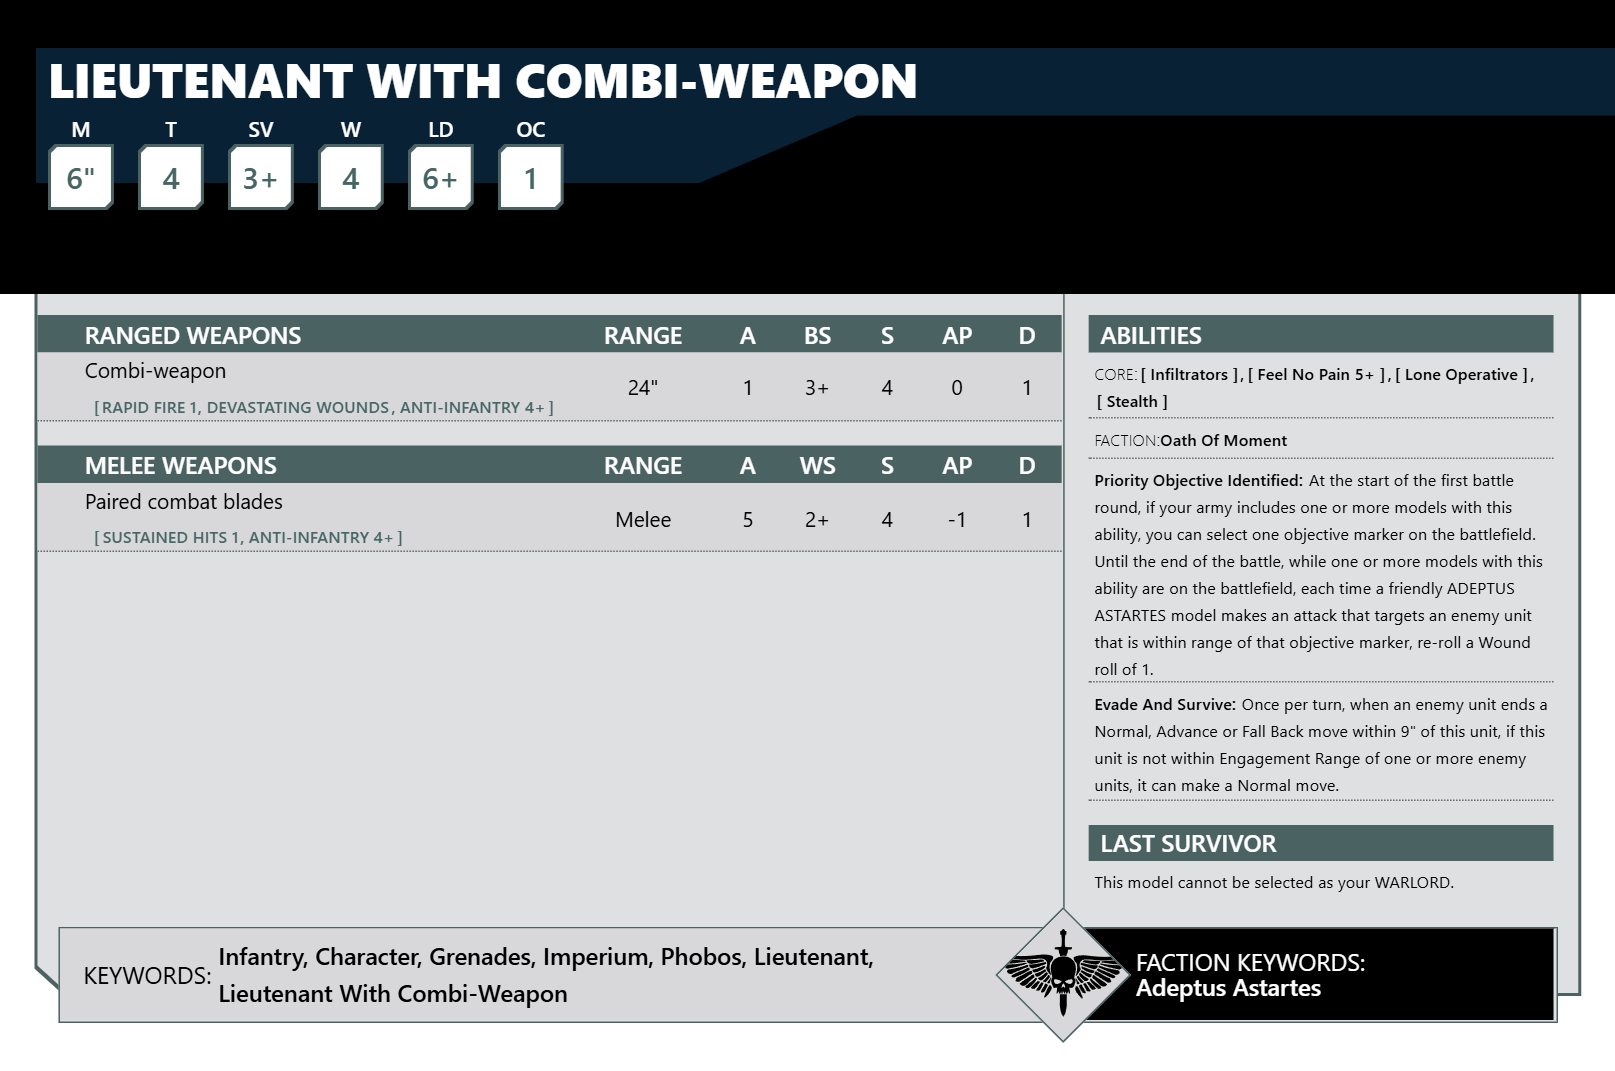 LIEUTENANT WITH COMBI-WEAPON
M T SV W LD OC
6" 4 3+ 4 6+ 1
RANGED WEAPONS RANGE A BS S AP D
Combi-weapon
24" 1 3+ 4 0 1
[ RAPID FIRE 1, DEVASTATING WOUNDS, ANTI-INFANTRY 4+ ]
MELEE WEAPONS RANGE A WS S AP D
Paired combat blades
Melee 5 2+ 4 -1 1
[ SUSTAINED HITS 1, ANTI-INFANTRY 4+ ]
ABILITIES
CORE: [ Infiltrators ], [ Feel No Pain 5+ ], [ Lone Operative ],
[ Stealth ]
FACTION:Oath Of Moment
Priority Objective Identified: At the start of the first battle
round, if your army includes one or more models with this
ability, you can select one objective marker on the battlefield.
Until the end of the battle, while one or more models with this
ability are on the battlefield, each time a friendly ADEPTUS
ASTARTES model makes an attack that targets an enemy unit
that is within range of that objective marker, re-roll a Wound
roll of 1.
Evade And Survive: Once per turn, when an enemy unit ends a
Normal, Advance or Fall Back move within 9" of this unit, if this
unit is not within Engagement Range of one or more enemy
units, it can make a Normal move.
LAST SURVIVOR
This model cannot be selected as your WARLORD.
KEYWORDS: Infantry, Character, Grenades, Imperium, Phobos, Lieutenant,
Lieutenant With Combi-Weapon
FACTION KEYWORDS:
Adeptus Astartes